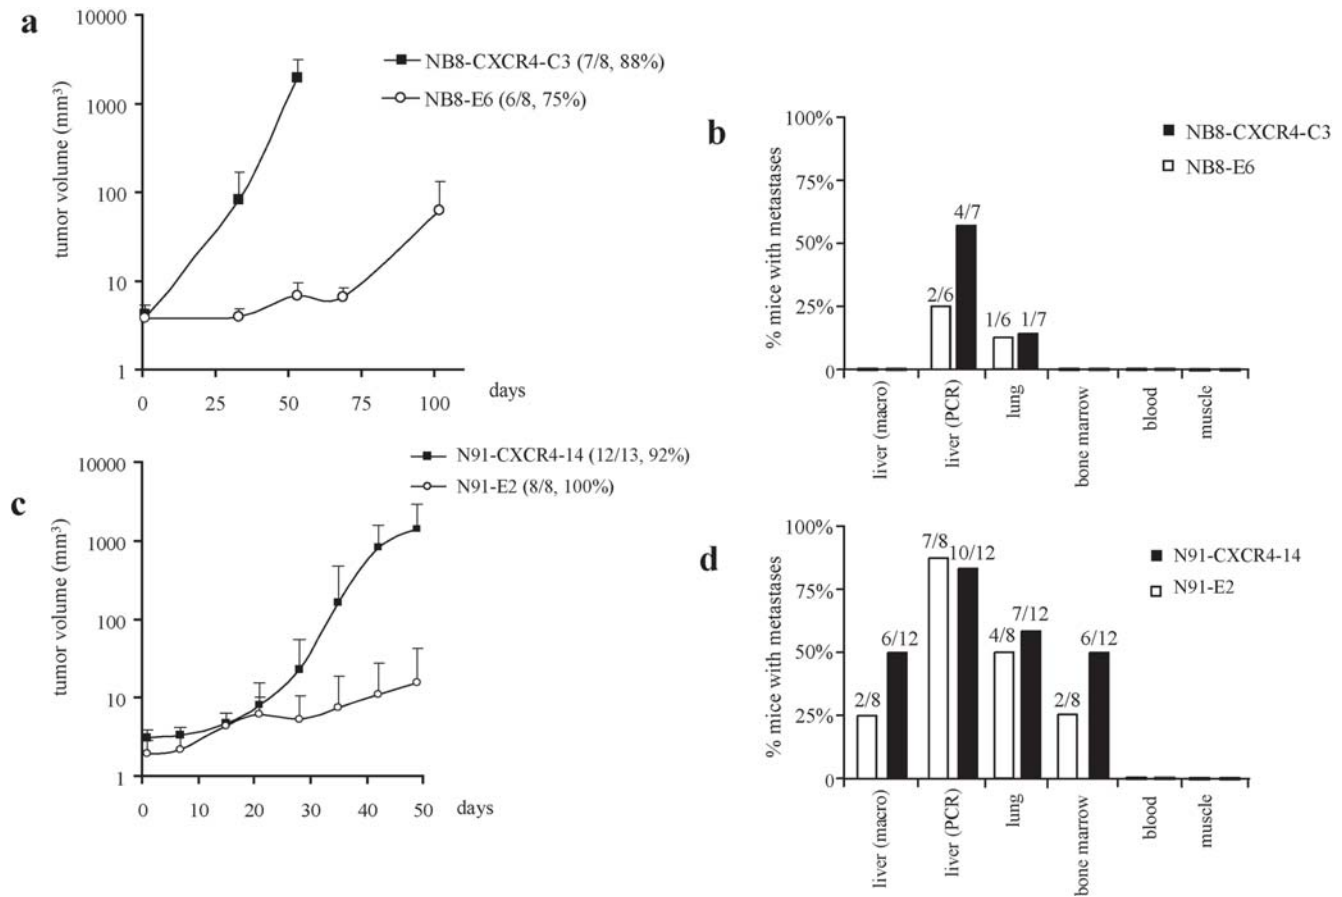 a
10000
1000
100
10
1
tumor volume (mm³)
0 25 50 75 100 days
NB8-CXCR4-C3 (7/8, 88%)
NB8-E6 (6/8, 75%)
b
100%
75%
50%
25%
0
% mice with metastases
NB8-CXCR4-C3
NB8-E6
2/6 4/7 1/6 1/7
liver (macro)
liver (PCR)
lung
bone marrow
blood
muscle
c
10000
1000
100
10
1
tumor volume (mm³)
0 10 20 30 40 50 days
N91-CXCR4-14 (12/13, 92%)
N91-E2 (8/8, 100%)
d
100%
75%
50%
25%
0
% mice with metastases
N91-CXCR4-14
N91-E2
2/8 6/12 7/8 10/12 4/8 7/12 2/8 6/12
liver (macro)
liver (PCR)
lung
bone marrow
blood
muscle